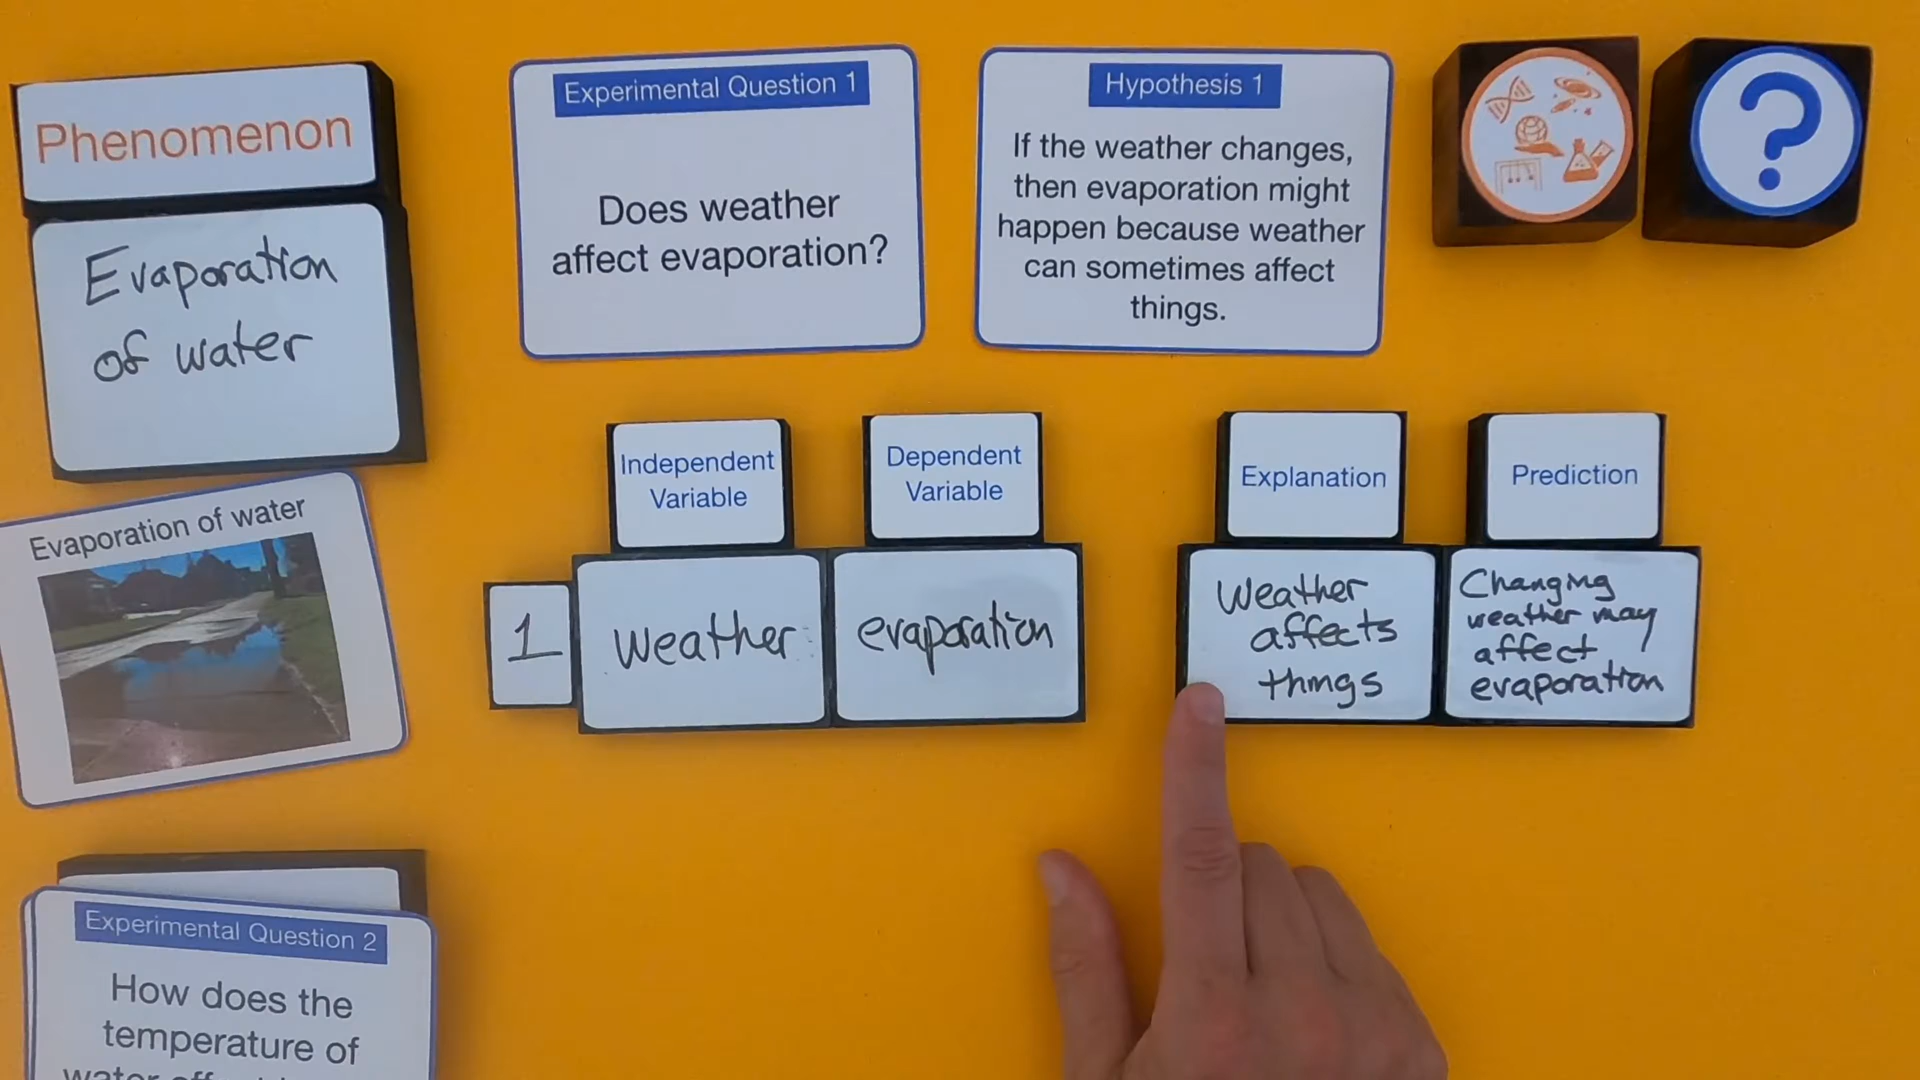 Phenomenon
Evaporation
of water
Evaporation of water
Experimental Question 1
Does weather
affect evaporation?
Hypothesis 1
If the weather changes,
then evaporation might
happen because weather
can sometimes affect
things.
?
Independent
Variable
Dependent
Variable
1
weather
evaporation
Explanation
Prediction
Weather
affects
things
Changing
weather may
affect
evaporation
Experimental Question 2
How does the
temperature of
water